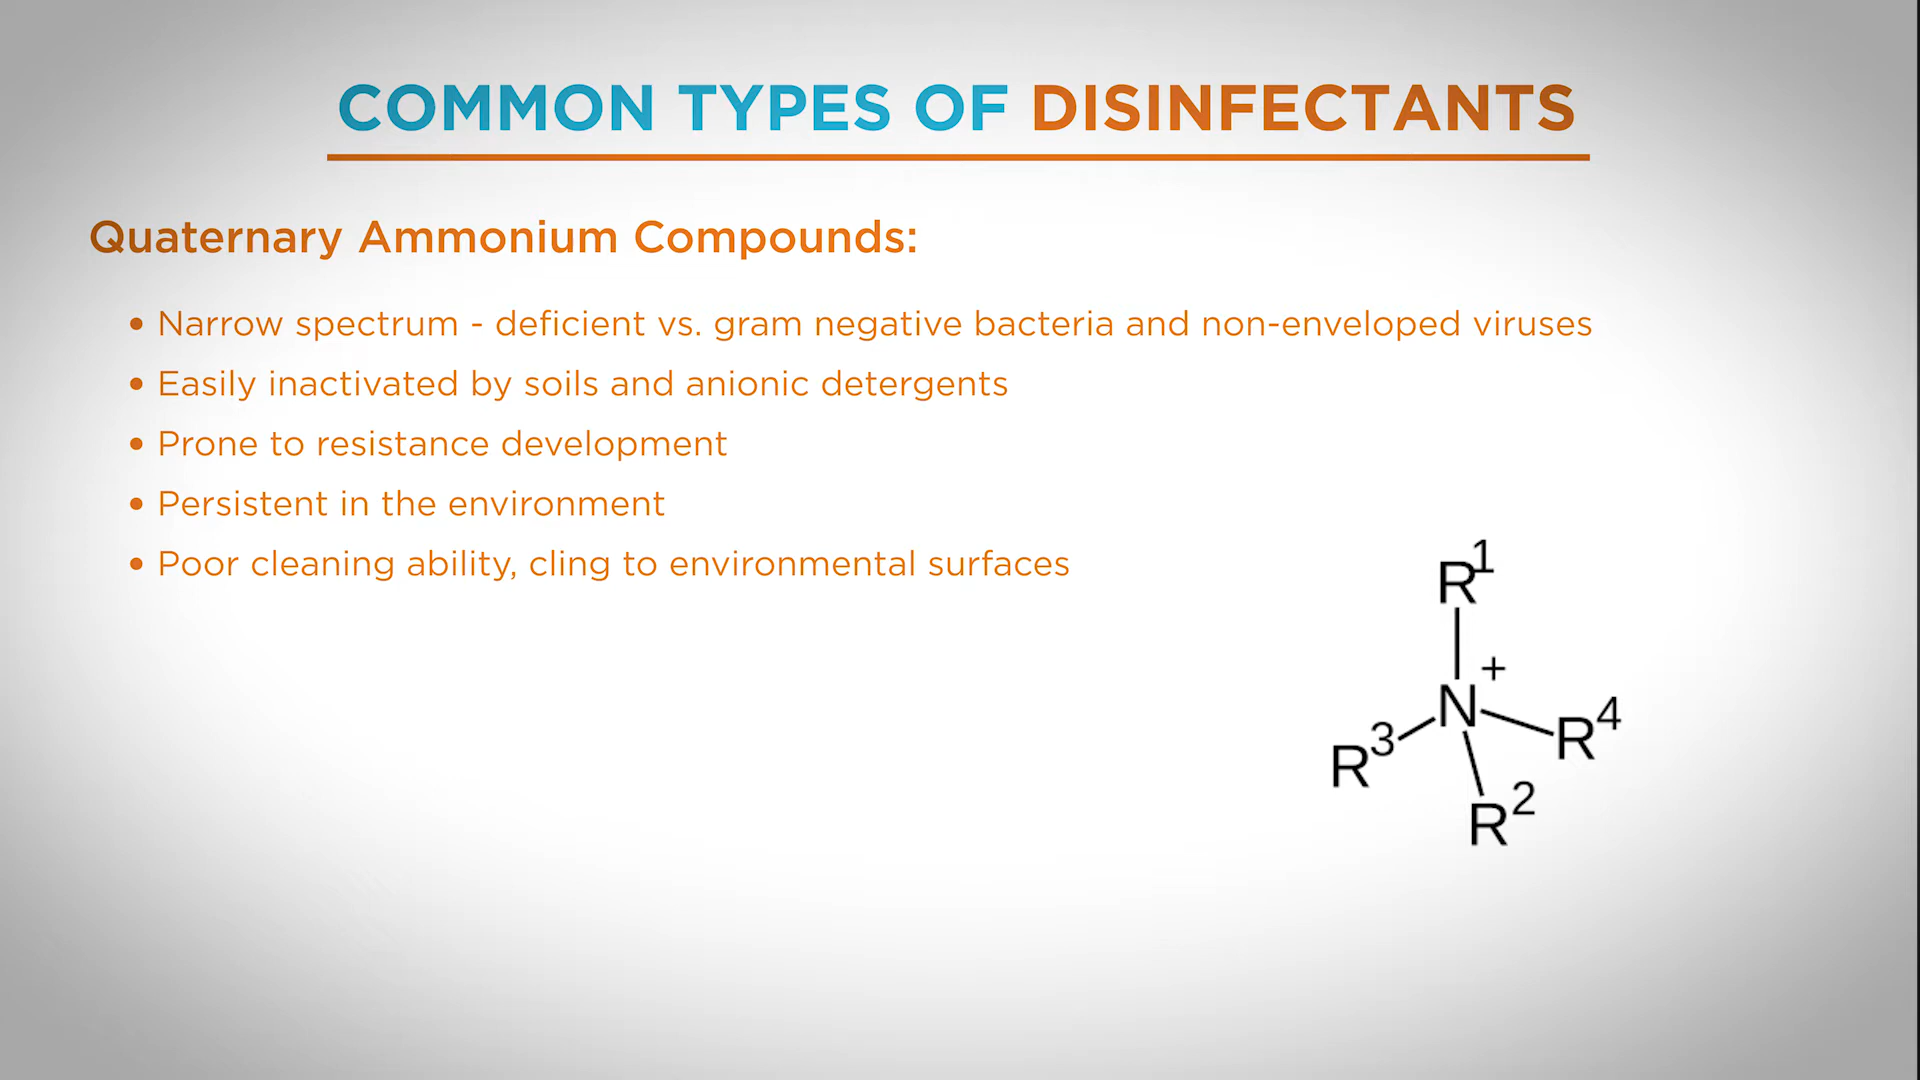 COMMON TYPES OF DISINFECTANTS
Quaternary Ammonium Compounds:
• Narrow spectrum - deficient vs. gram negative bacteria and non-enveloped viruses
• Easily inactivated by soils and anionic detergents
• Prone to resistance development
• Persistent in the environment
• Poor cleaning ability, cling to environmental surfaces
R¹
N⁺
R³
R⁴
R²